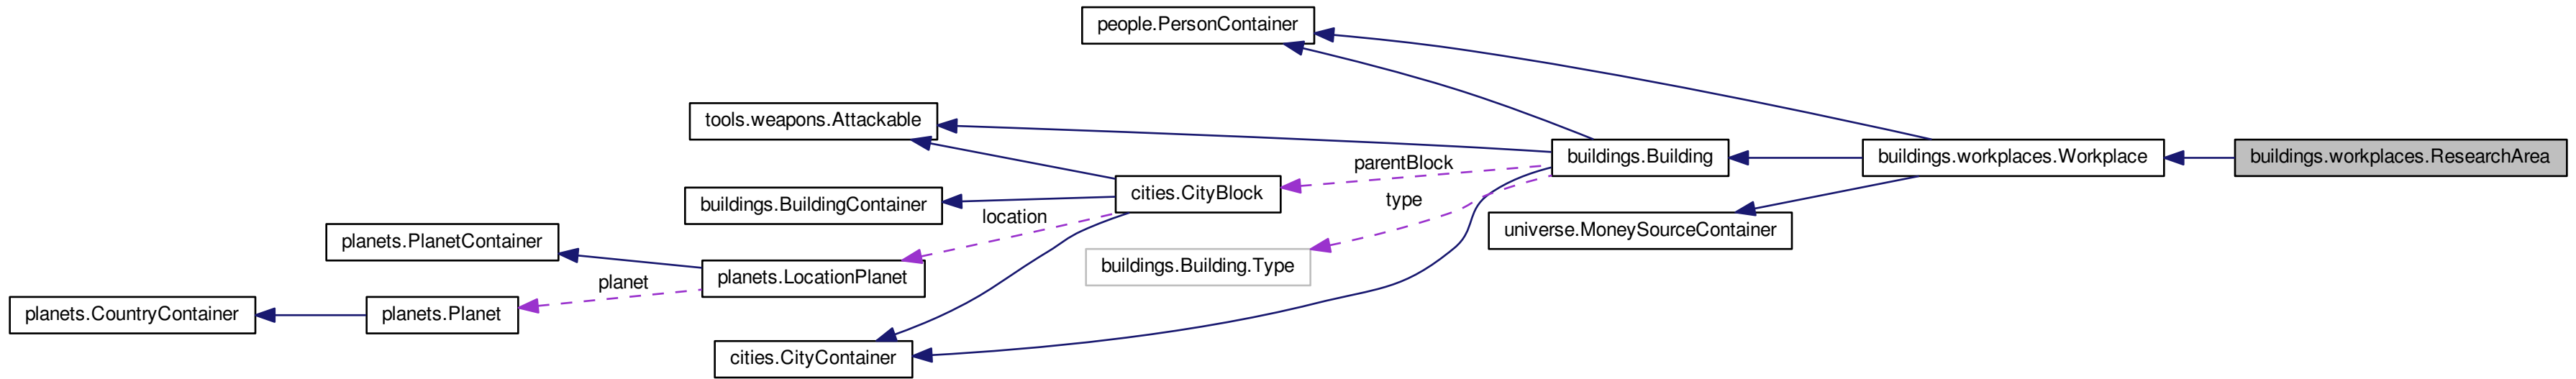 people.PersonContainer
tools.weapons.Attackable
buildings.Building
buildings.workplaces.Workplace
buildings.workplaces.ResearchArea
parentBlock
cities.CityBlock
type
buildings.BuildingContainer
location
universe.MoneySourceContainer
planets.PlanetContainer
buildings.Building.Type
planets.LocationPlanet
planet
planets.CountryContainer
planets.Planet
cities.CityContainer